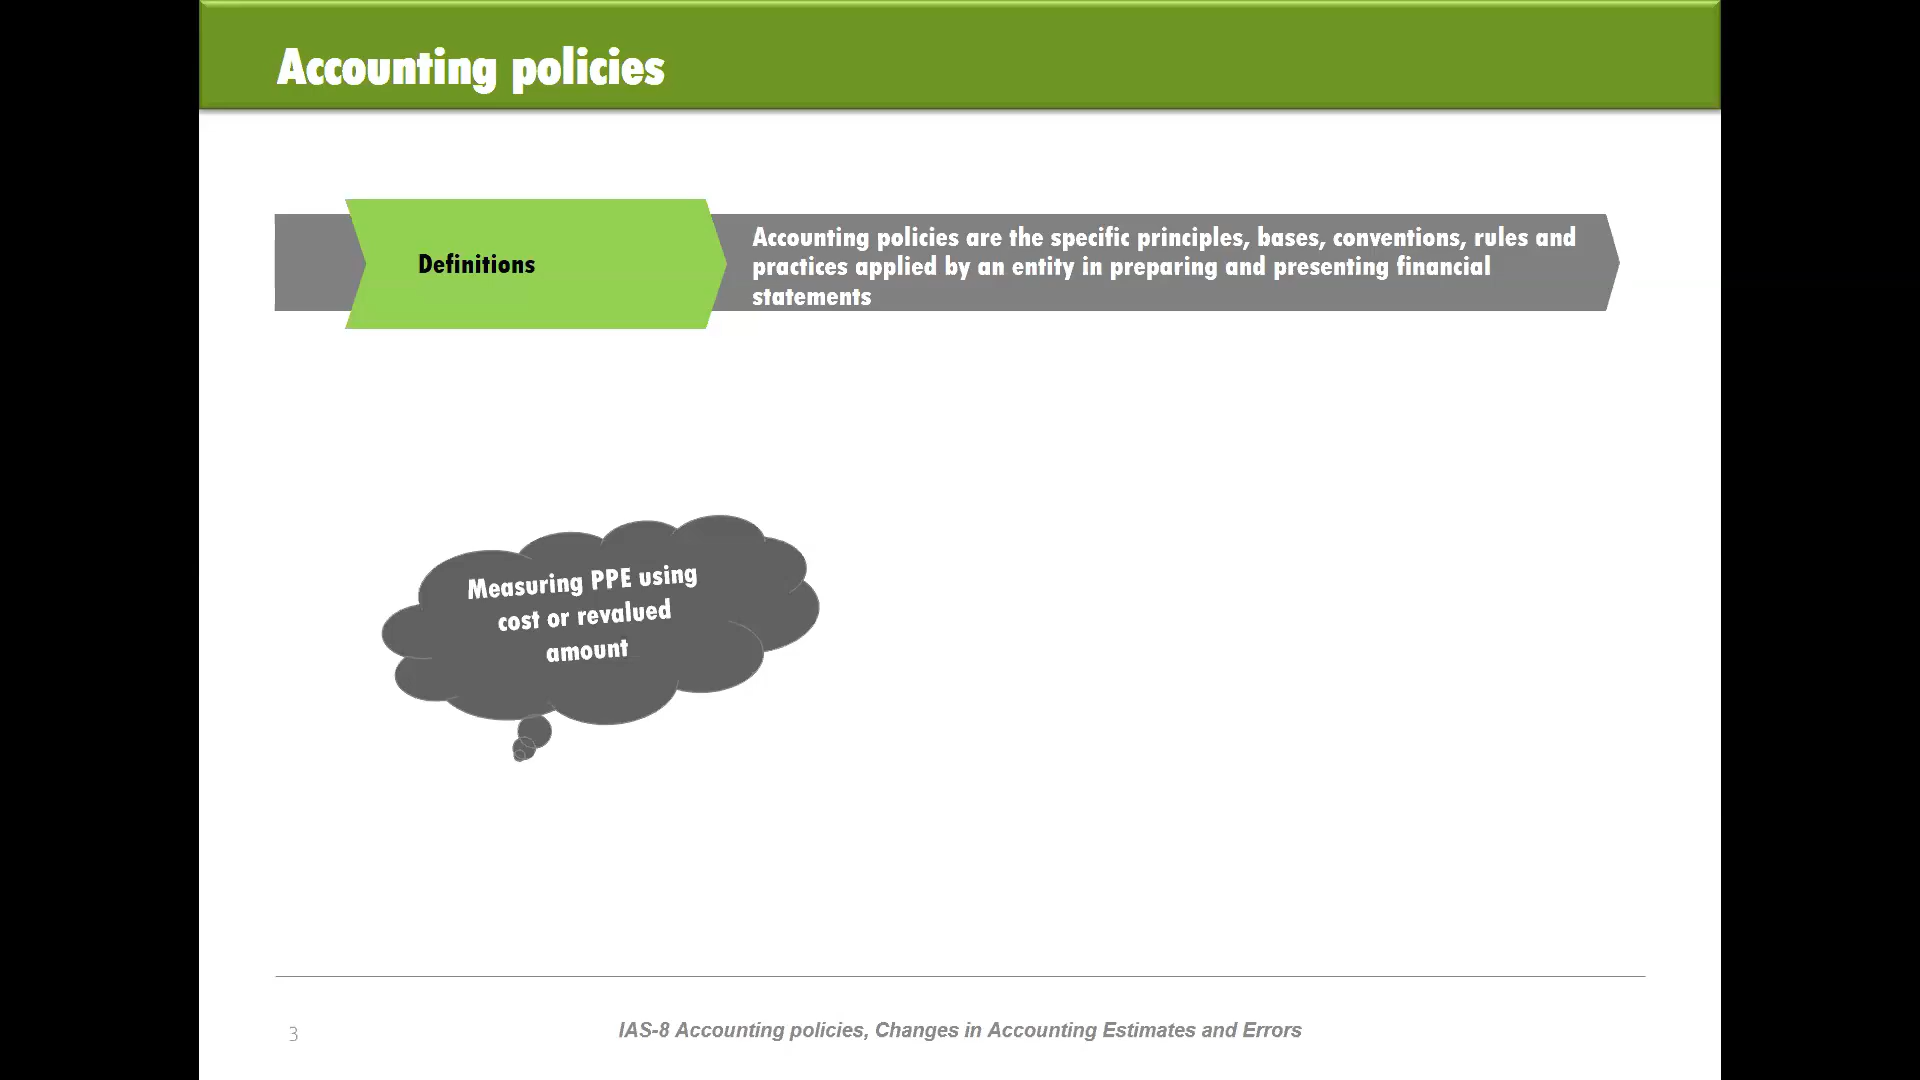 Accounting policies
Definitions
Accounting policies are the specific principles, bases, conventions, rules and
practices applied by an entity in preparing and presenting financial
statements
Measuring PPE using
cost or revalued
amount
3
IAS-8 Accounting policies, Changes in Accounting Estimates and Errors